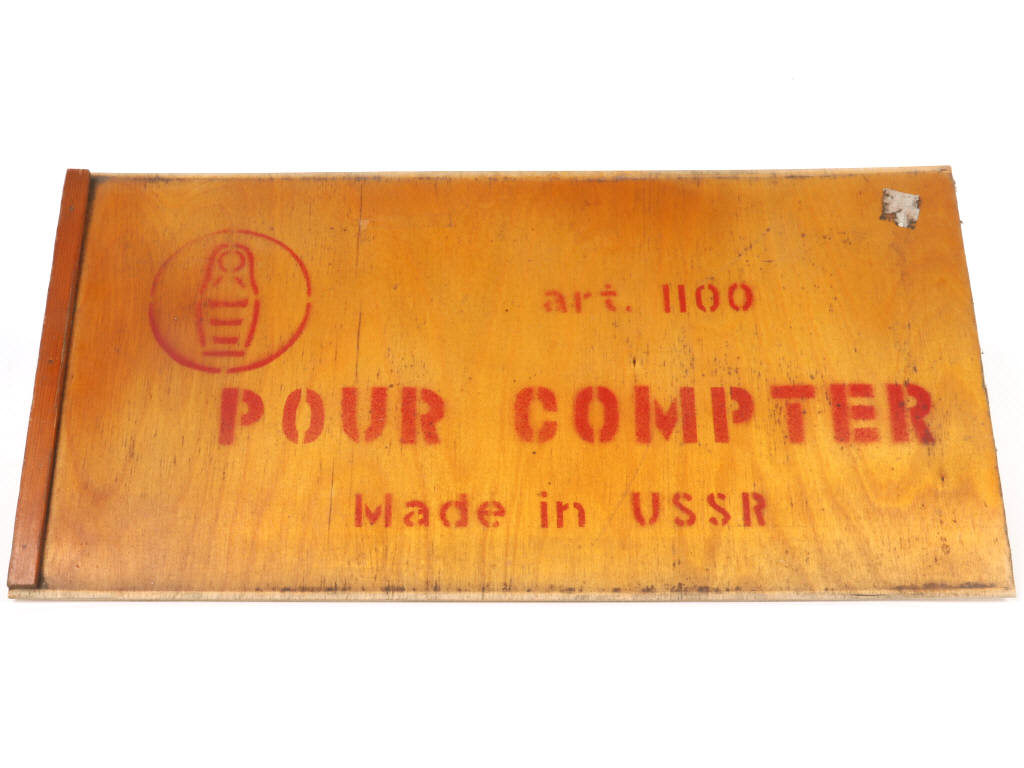 art. 1100
POUR COMPTER
Made in USSR